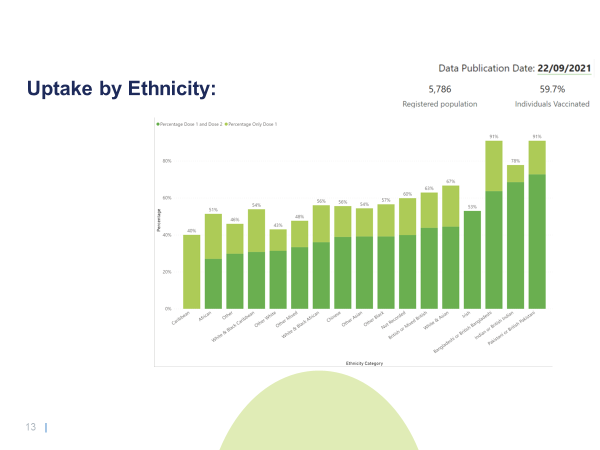 Data Publication Date: 22/09/2021
Uptake by Ethnicity:
5,786
59.7%
Registered population
Individuals Vaccinated
Percentage Dose 1 and Dose 2 Percentage Only Dose 1
80%
60%
40%
20%
0%
Percentage
40%
51%
46%
54%
43%
48%
56%
56%
54%
57%
60%
63%
67%
53%
91%
78%
91%
Caribbean
African
Other
White & Black Caribbean
Other White
Other Mixed
White & Black African
Chinese
Other Asian
Other Black
Not Recorded
British or Mixed British
White & Asian
Irish
Bangladeshi or British Bangladeshi
Indian or British Indian
Pakistani or British Pakistani
Ethnicity Category
13